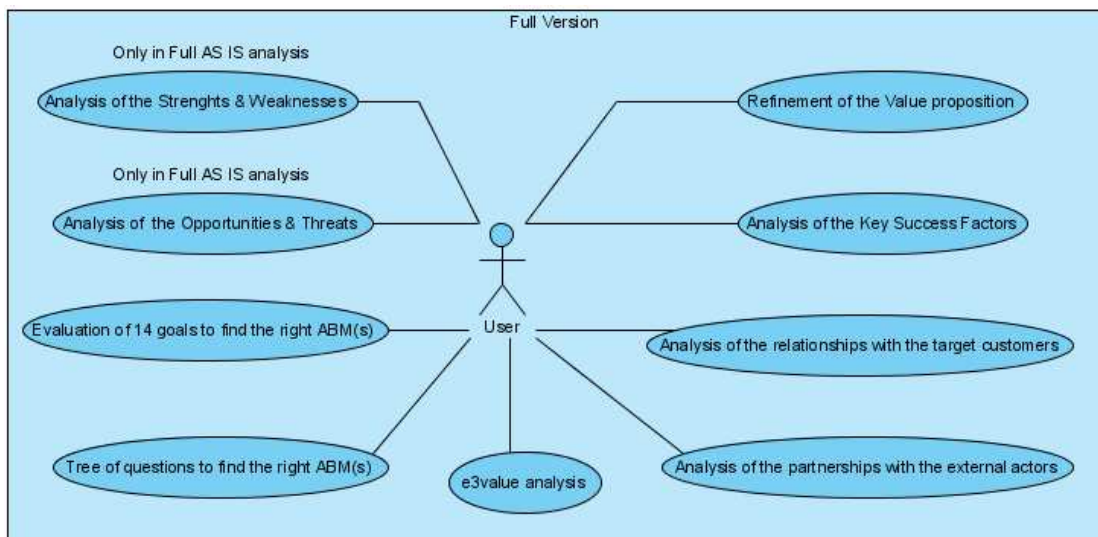 Full Version
Only in Full AS IS analysis
Analysis of the Strenghts & Weaknesses
Refinement of the Value proposition
Only in Full AS IS analysis
Analysis of the Opportunities & Threats
Analysis of the Key Success Factors
Evaluation of 14 goals to find the right ABM(s)
User
Analysis of the relationships with the target customers
Tree of questions to find the right ABM(s)
e3value analysis
Analysis of the partnerships with the external actors